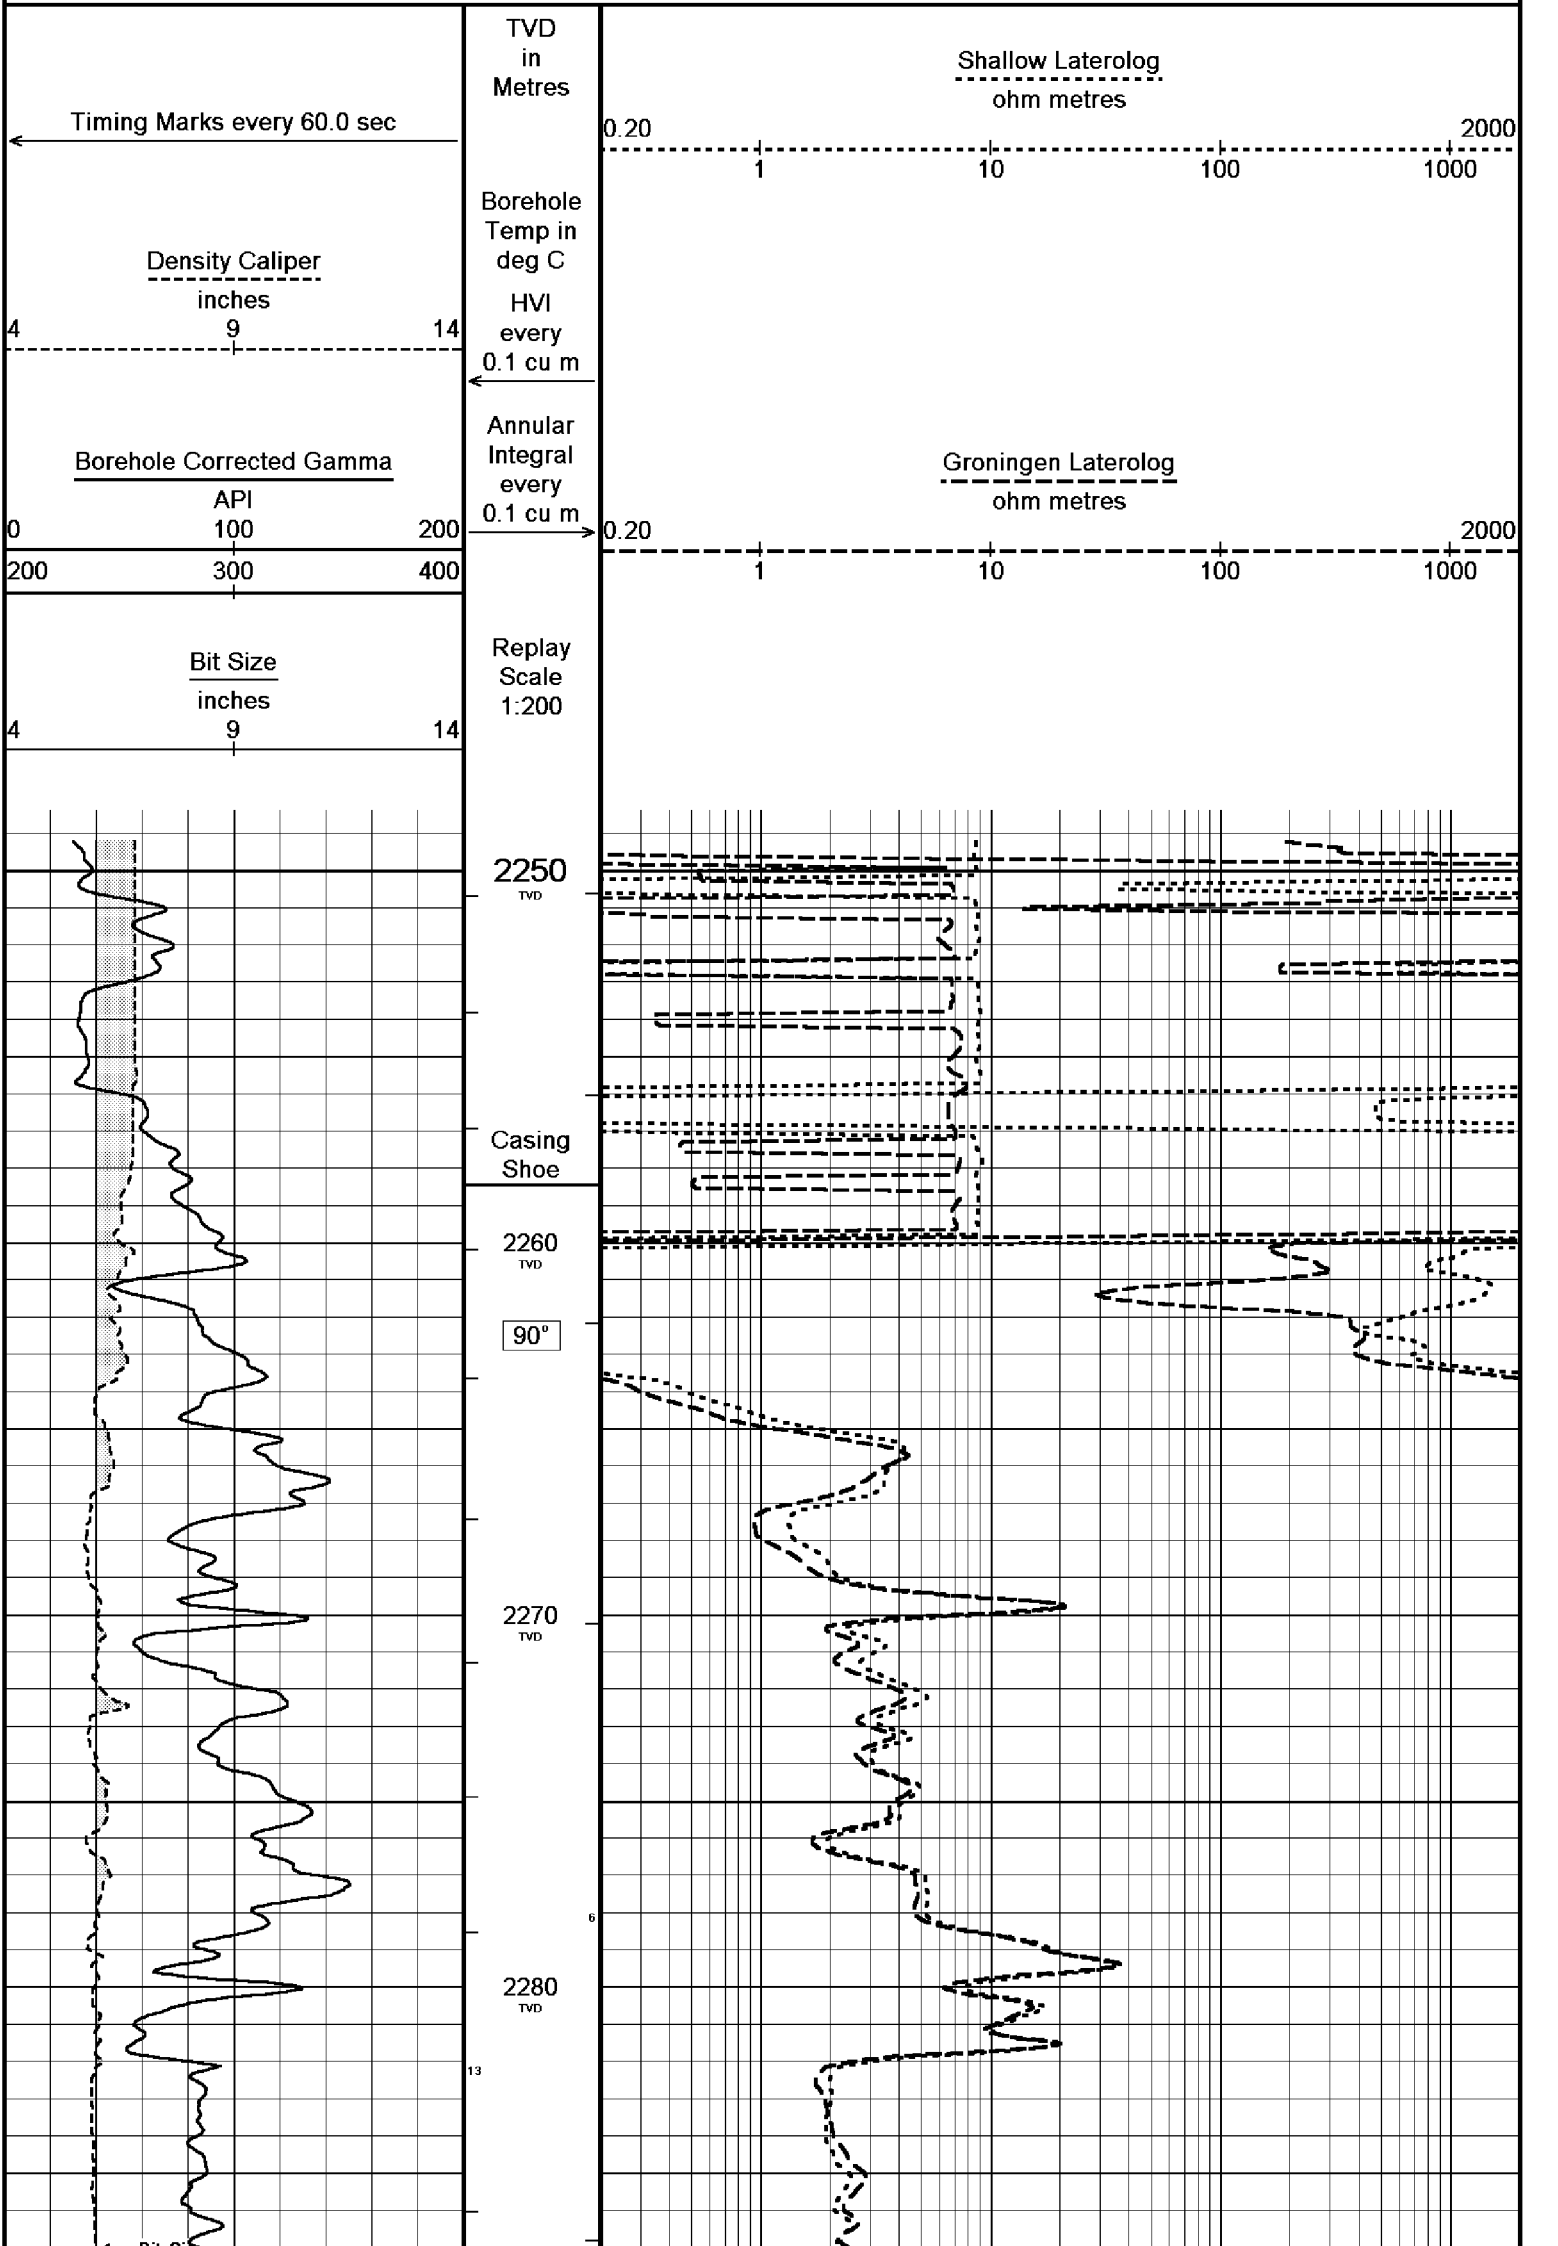 Timing Marks every 60.0 sec
Density Caliper
inches
4 9 14
Borehole Corrected Gamma
API
0 100 200
200 300 400
Bit Size
inches
4 9 14
TVD
in
Metres
Borehole
Temp in
deg C
HVI
every
0.1 cu m
Annular
Integral
every
0.1 cu m
Replay
Scale
1:200
Shallow Laterolog
ohm metres
0.20 2000
1 10 100 1000
Groningen Laterolog
ohm metres
0.20 2000
1 10 100 1000
2250
TVD
Casing
Shoe
2260
TVD
90°
2270
TVD
6
2280
TVD
13